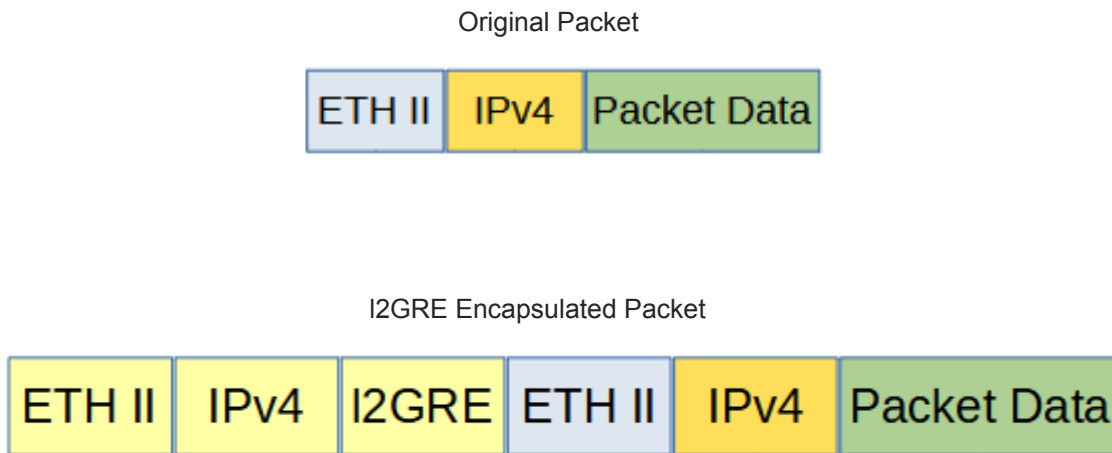 Original Packet
ETH II IPv4 Packet Data
l2GRE Encapsulated Packet
ETH II IPv4 l2GRE ETH II IPv4 Packet Data